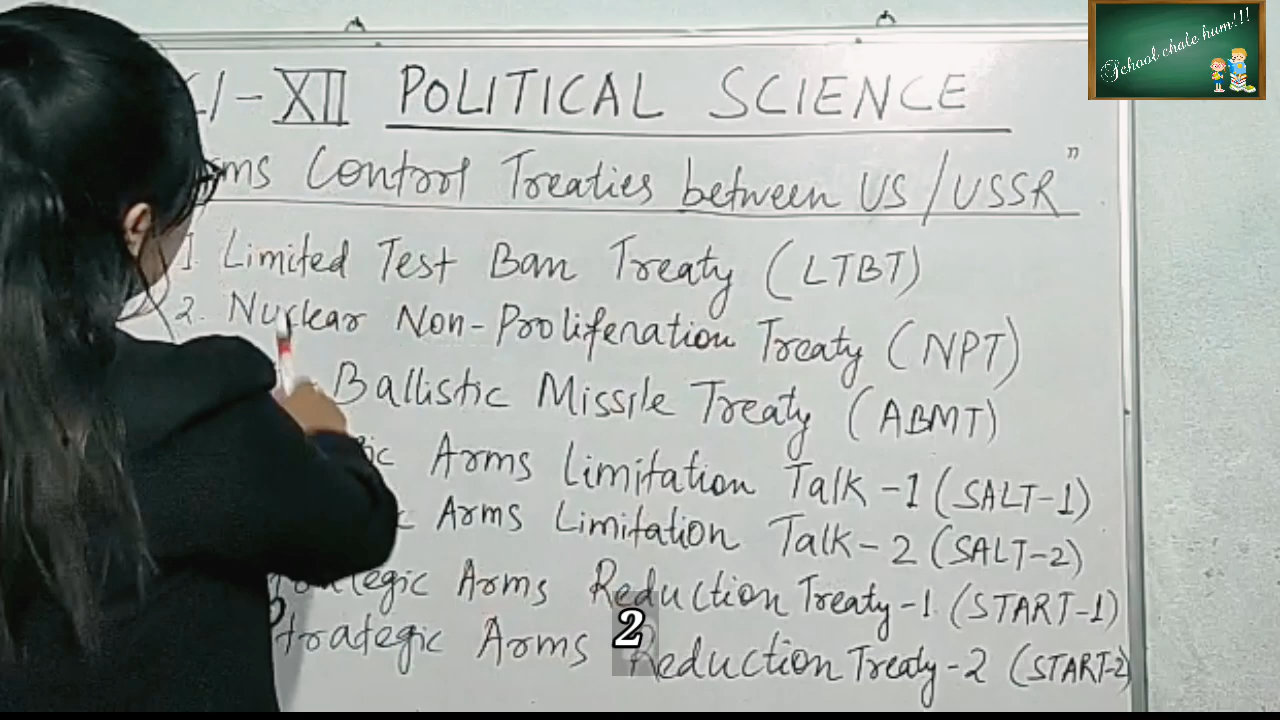 School chale hum!!!
XII POLITICAL SCIENCE
Control Treaties between US/USSR"
1. Limited Test Ban Treaty (LTBT)
2. Nuclear Non-Proliferation Treaty (NPT)
Ballistic Missile Treaty (ABMT)
Arms Limitation Talk -1 (SALT-1)
Arms Limitation Talk - 2 (SALT-2)
Arms Reduction Treaty -1. (START-1)
Strategic Arms Reduction Treaty -2 (START-2)
2